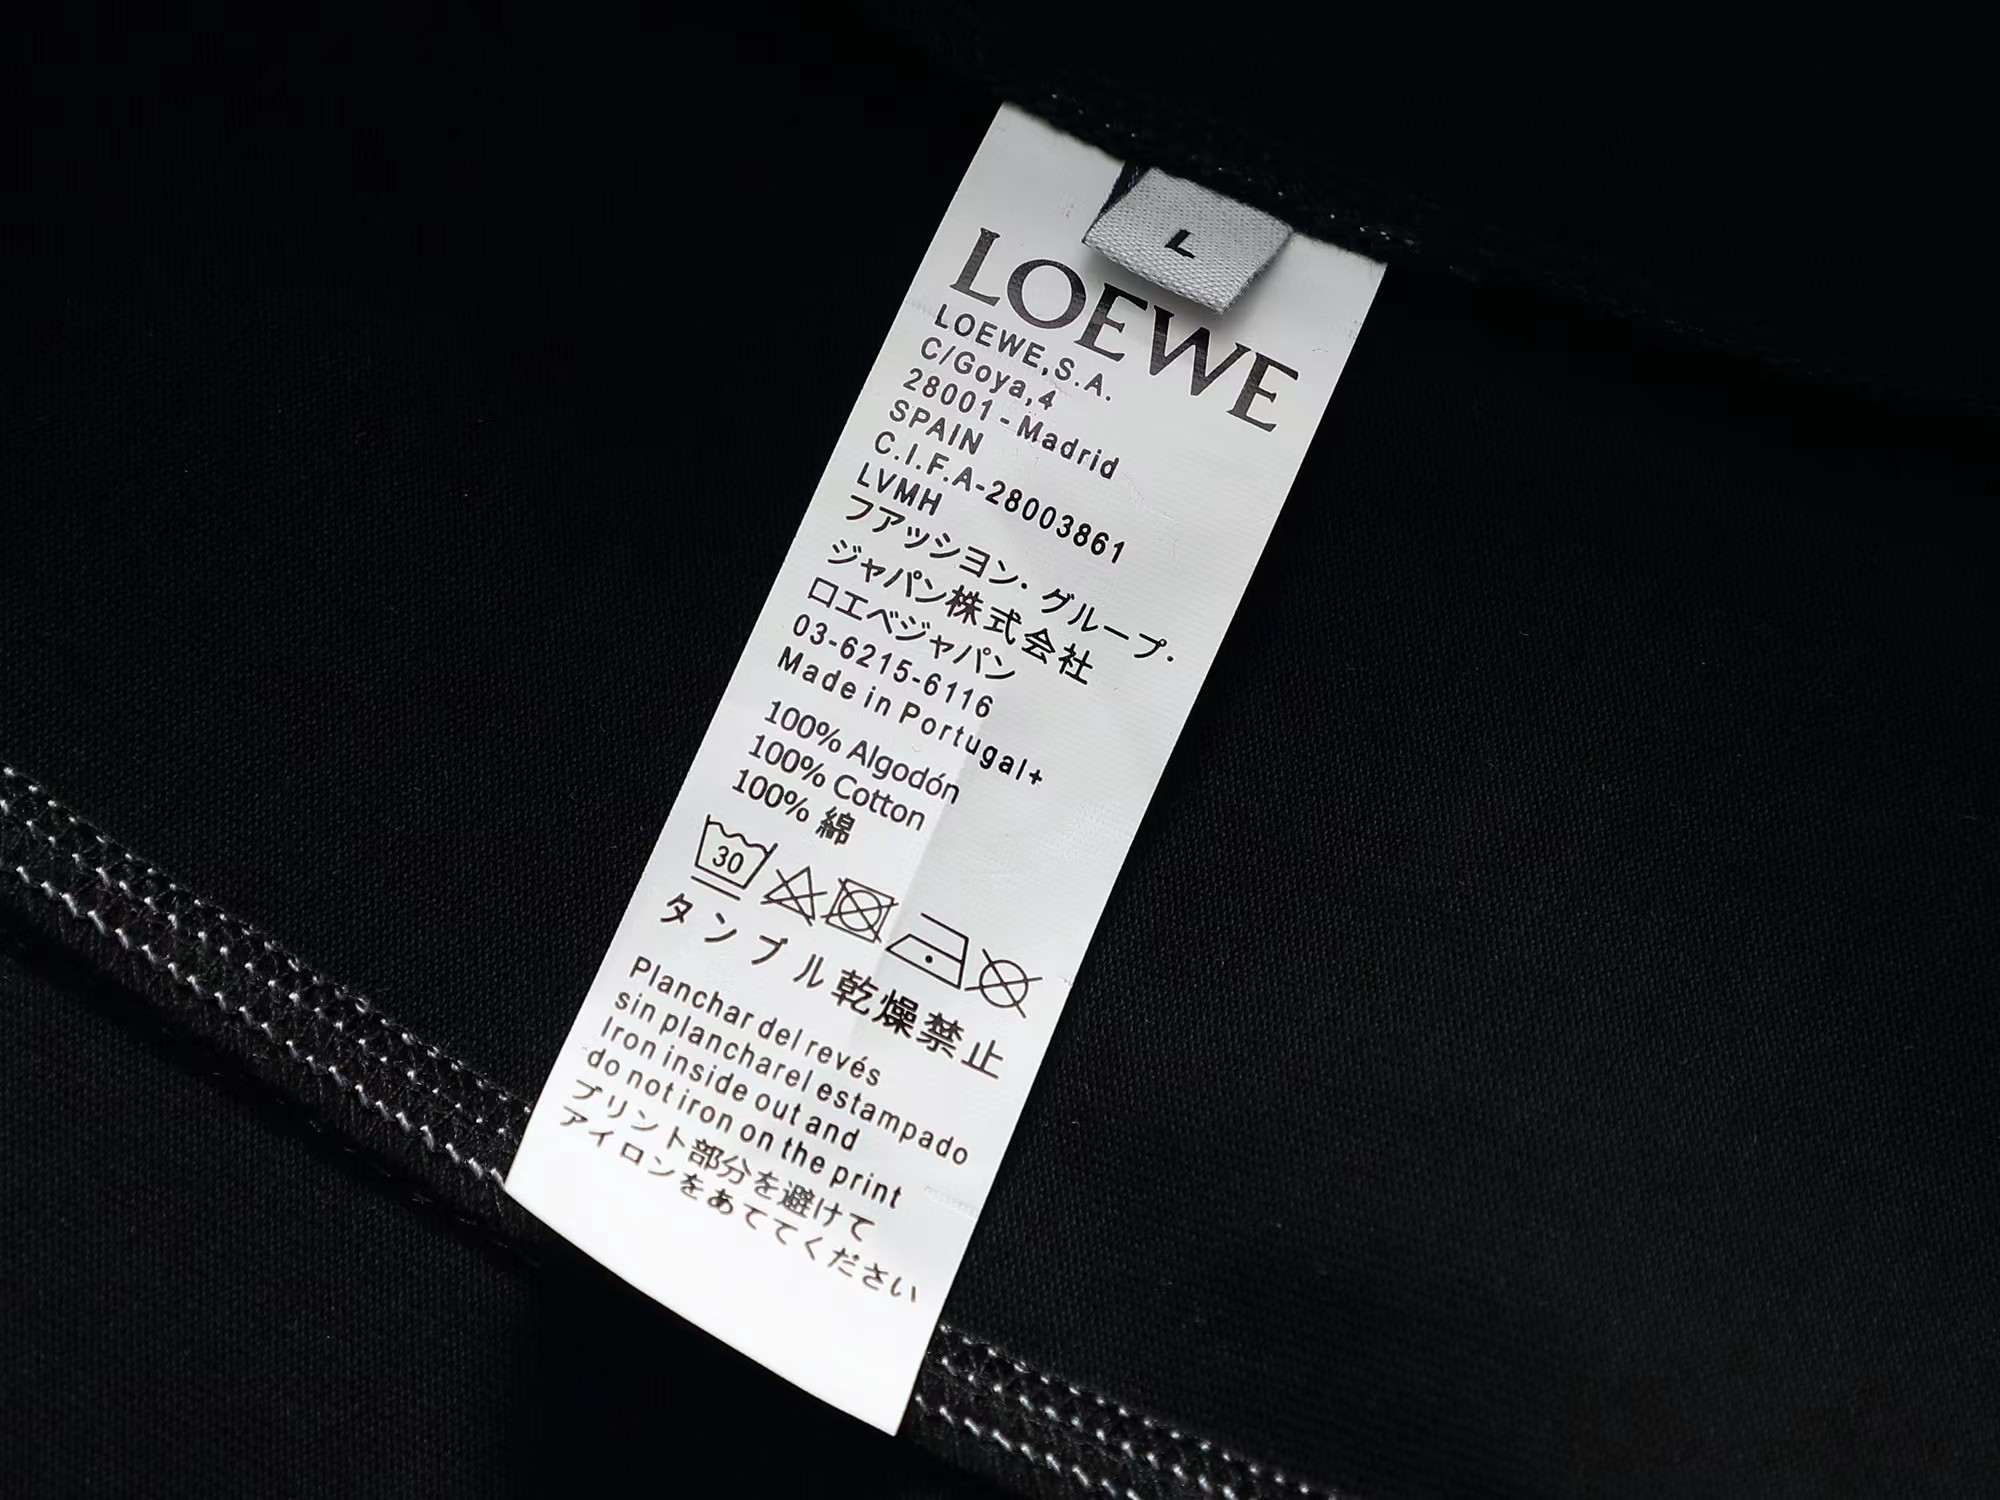 L
LOEWE
LOEWE,S.A.
C/Goya,4
28001-Madrid
SPAIN
C.I.F.A-28003861
LVMH
フアッシヨン・グループ・
ジャパン株式会社
ロエベジャパン
03-6215-6116
Made in Portugal+
100% Algodón
100% Cotton
100% 綿
30
タンブル乾燥禁止
Planchar del revés
sin plancharel estampado
Iron inside out and
do not iron on the print
プリント部分を避けて
アイロンをあててください